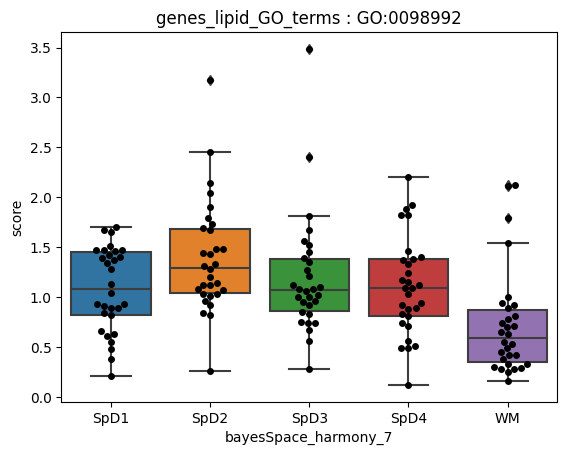 genes_lipid_GO_terms : GO:0098992
score
3.5
3.0
2.5
2.0
1.5
1.0
0.5
0.0
SpD1 SpD2 SpD3 SpD4 WM
bayesSpace_harmony_7